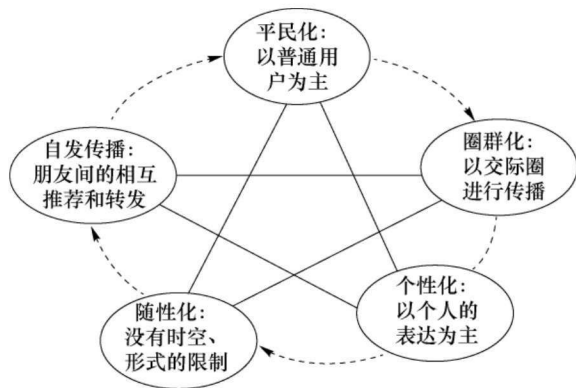 平民化：
以普通用
户为主
圈群化：
以交际圈
进行传播
个性化：
以个人的
表达为主
随性化：
没有时空、
形式的限制
自发传播：
朋友间的相互
推荐和转发